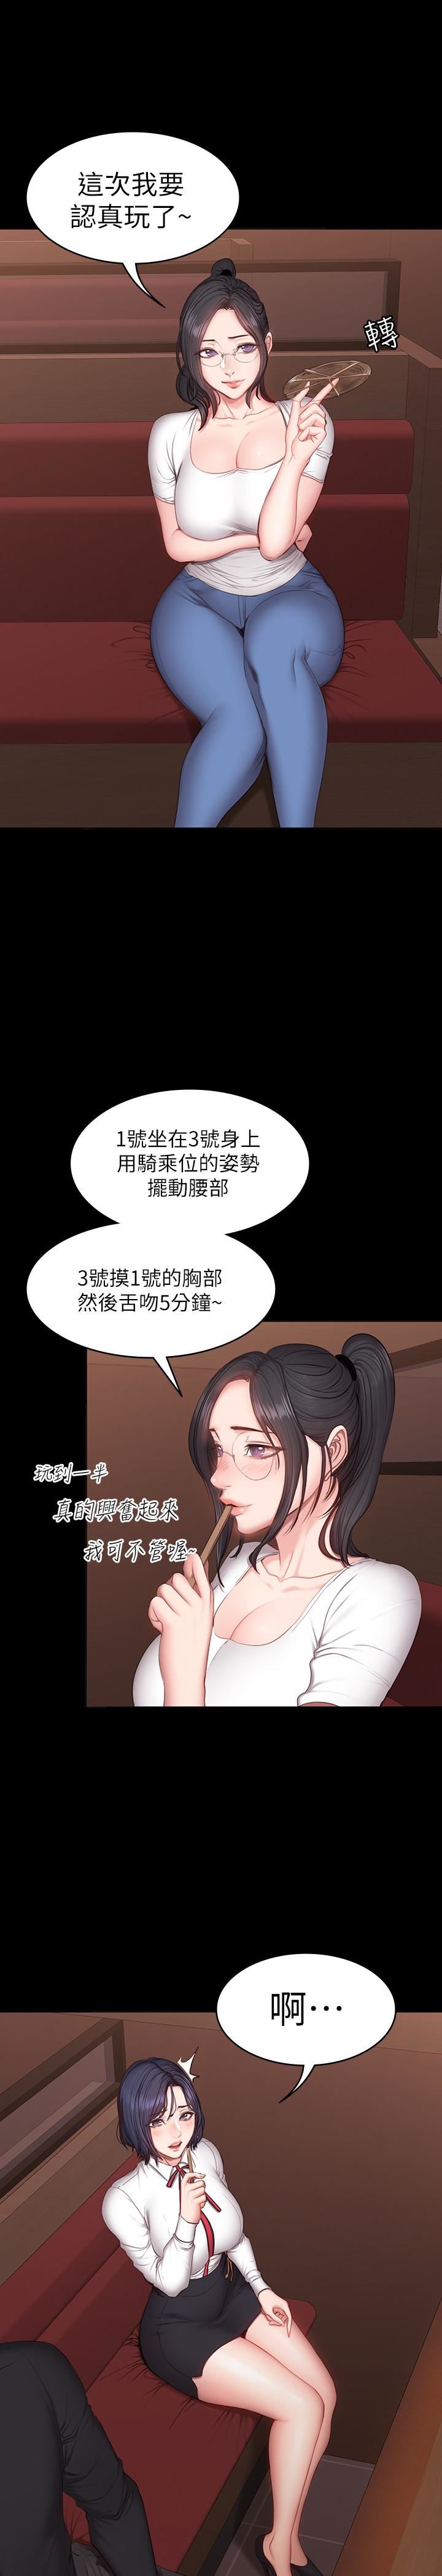 這次我要
認真玩了~
轉
1號坐在3號身上
用騎乘位的姿勢
擺動腰部
3號摸1號的胸部
然後舌吻5分鐘~
玩到一半
真的興奮起來
我可不管喔~
啊⋯